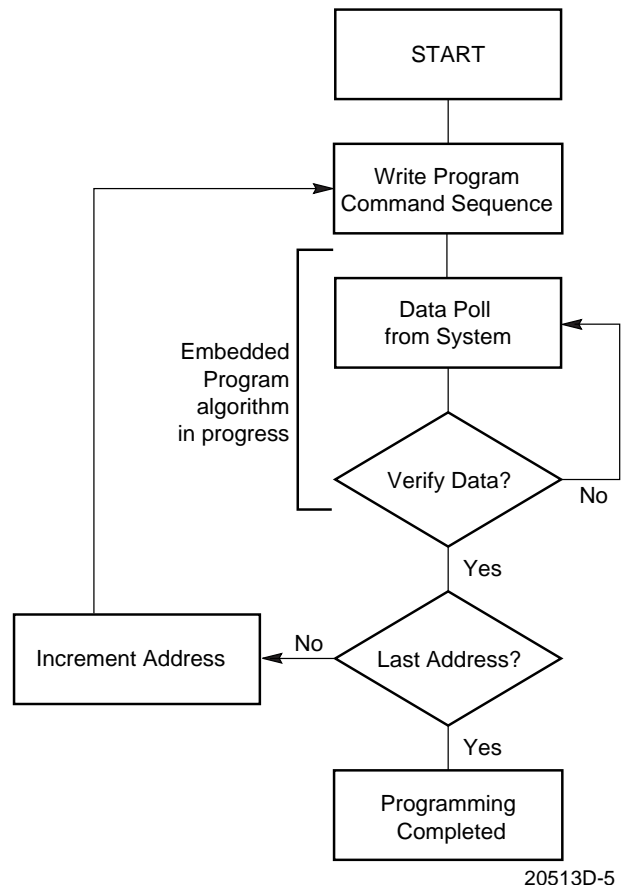 START
Write Program
Command Sequence
Data Poll
from System
Embedded
Program
algorithm
in progress
Verify Data?
No
Yes
Increment Address
No
Last Address?
Yes
Programming
Completed
20513D-5